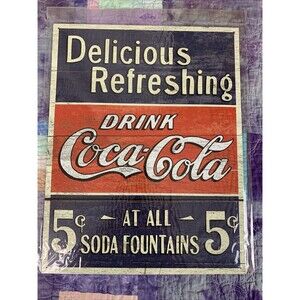 Delicious
Refreshing
DRINK
Coca-Cola
5¢ - AT ALL - 5¢
SODA FOUNTAINS